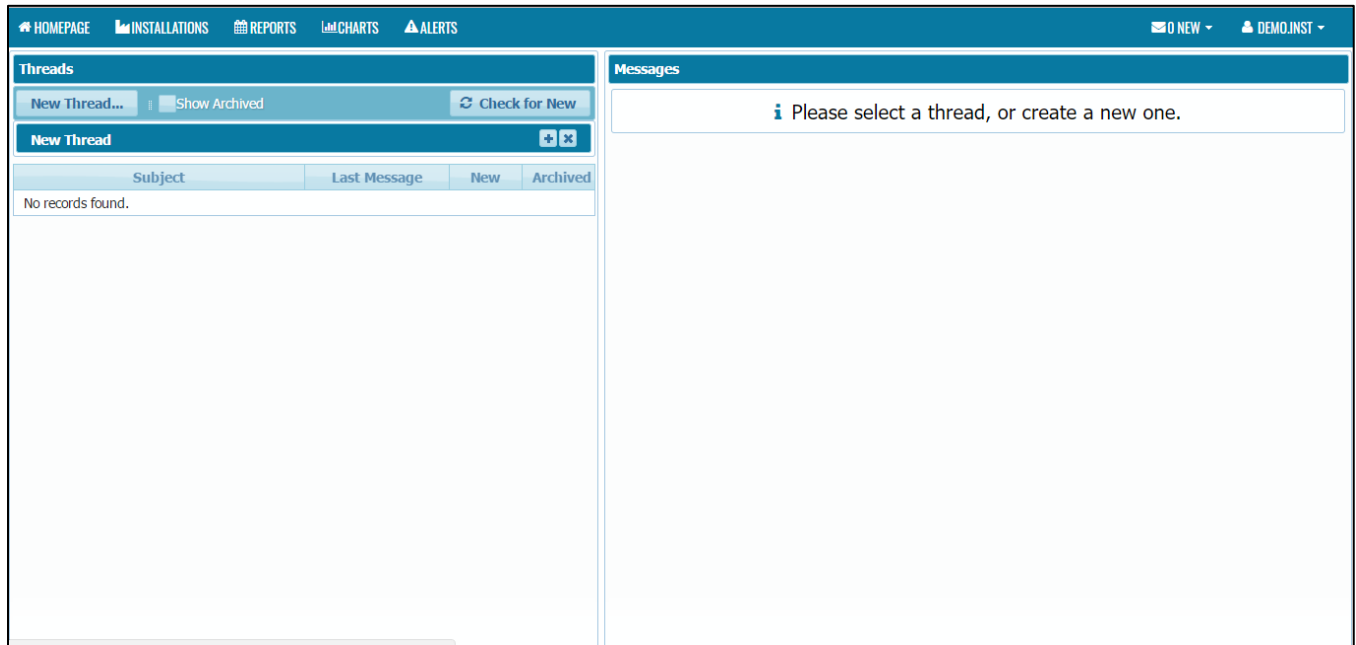 HOMEPAGE INSTALLATIONS REPORTS CHARTS ALERTS 0 NEW DEMO.INST
Threads
New Thread... Show Archived Check for New
New Thread
Subject Last Message New Archived
No records found.
Messages
Please select a thread, or create a new one.